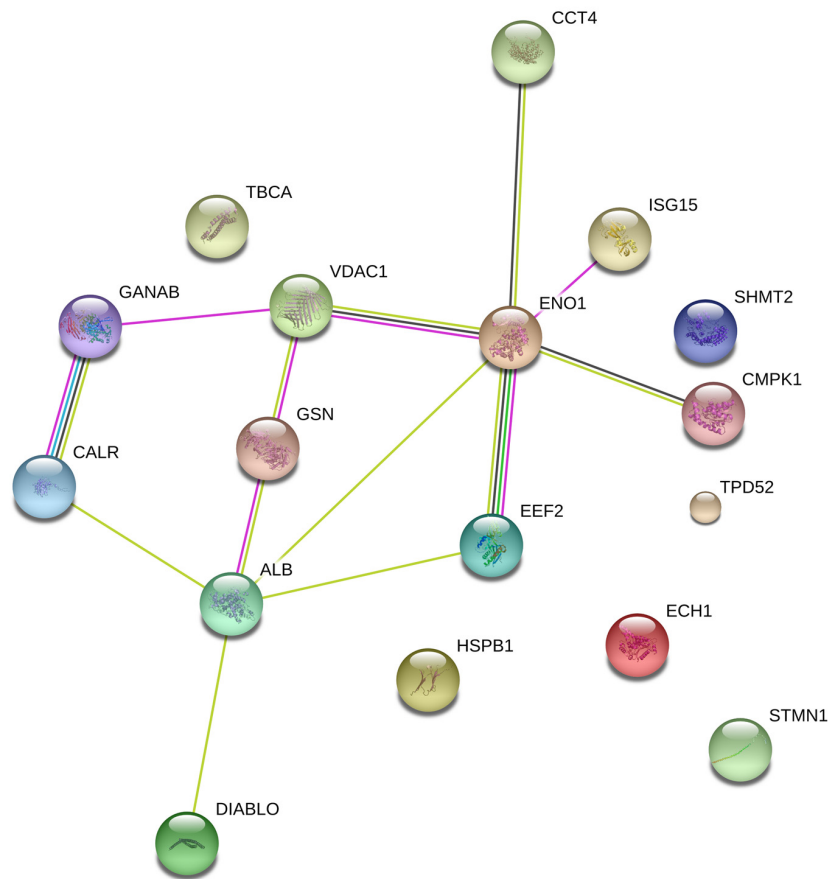 CCT4
TBCA
ISG15
VDAC1
GANAB
ENO1
SHMT2
CMPK1
GSN
CALR
TPD52
EEF2
ALB
ECH1
HSPB1
STMN1
DIABLO